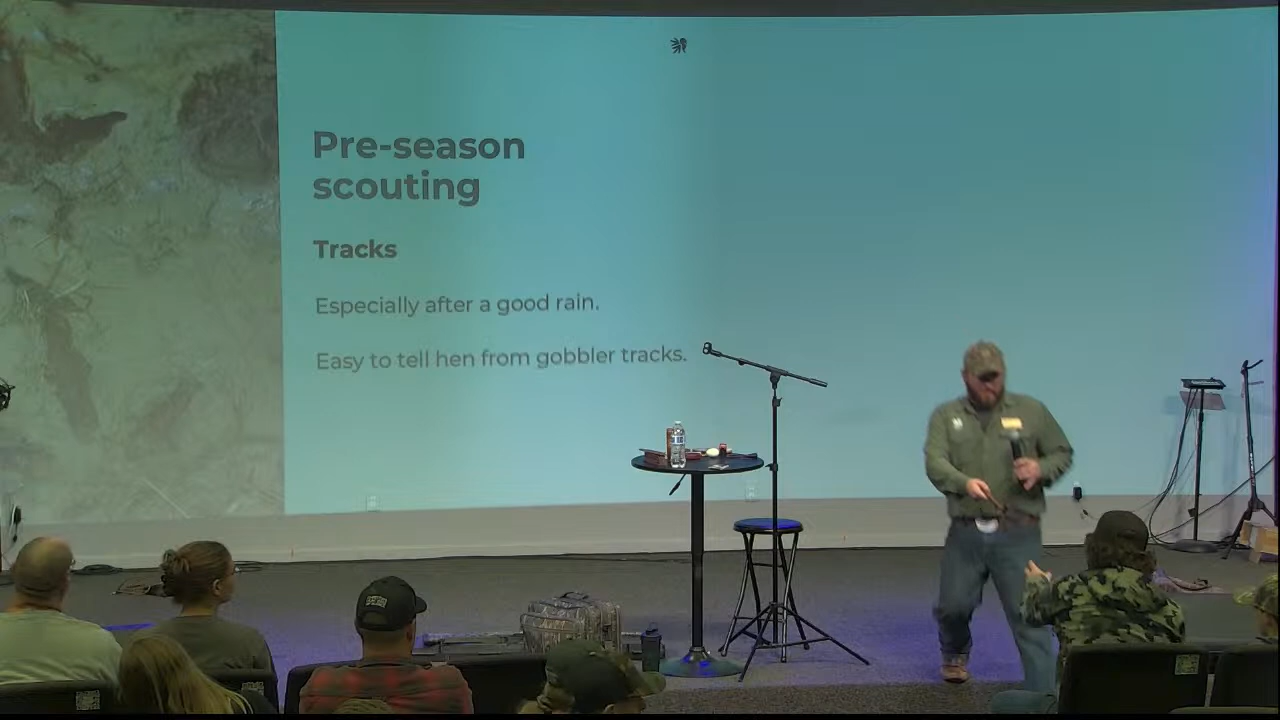 Pre-season
scouting
Tracks
Especially after a good rain.
Easy to tell hen from gobbler tracks.